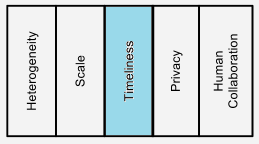 Heterogeneity
Scale
Timeliness
Privacy
Human
Collaboration